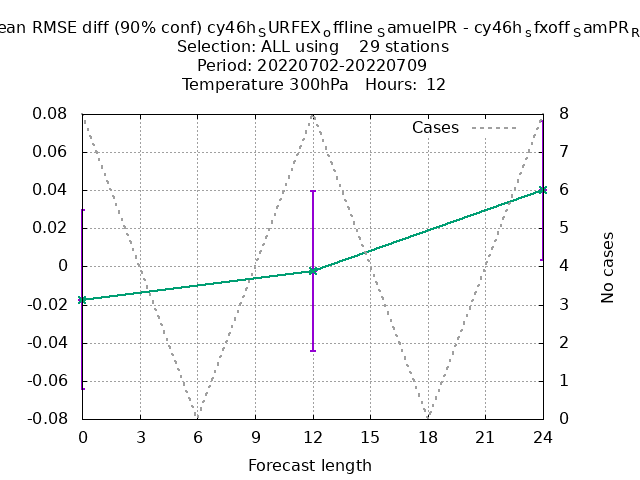 ean RMSE diff (90% conf) cy46h_SURFEX_offline_SamuelPR - cy46h_sfxoff_SamPR_R
Selection: ALL using 29 stations
Period: 20220702-20220709
Temperature 300hPa Hours: 12
Cases
0.08
0.06
0.04
0.02
0
-0.02
-0.04
-0.06
-0.08
8
7
6
5
4
3
2
1
0
No cases
0 3 6 9 12 15 18 21 24
Forecast length